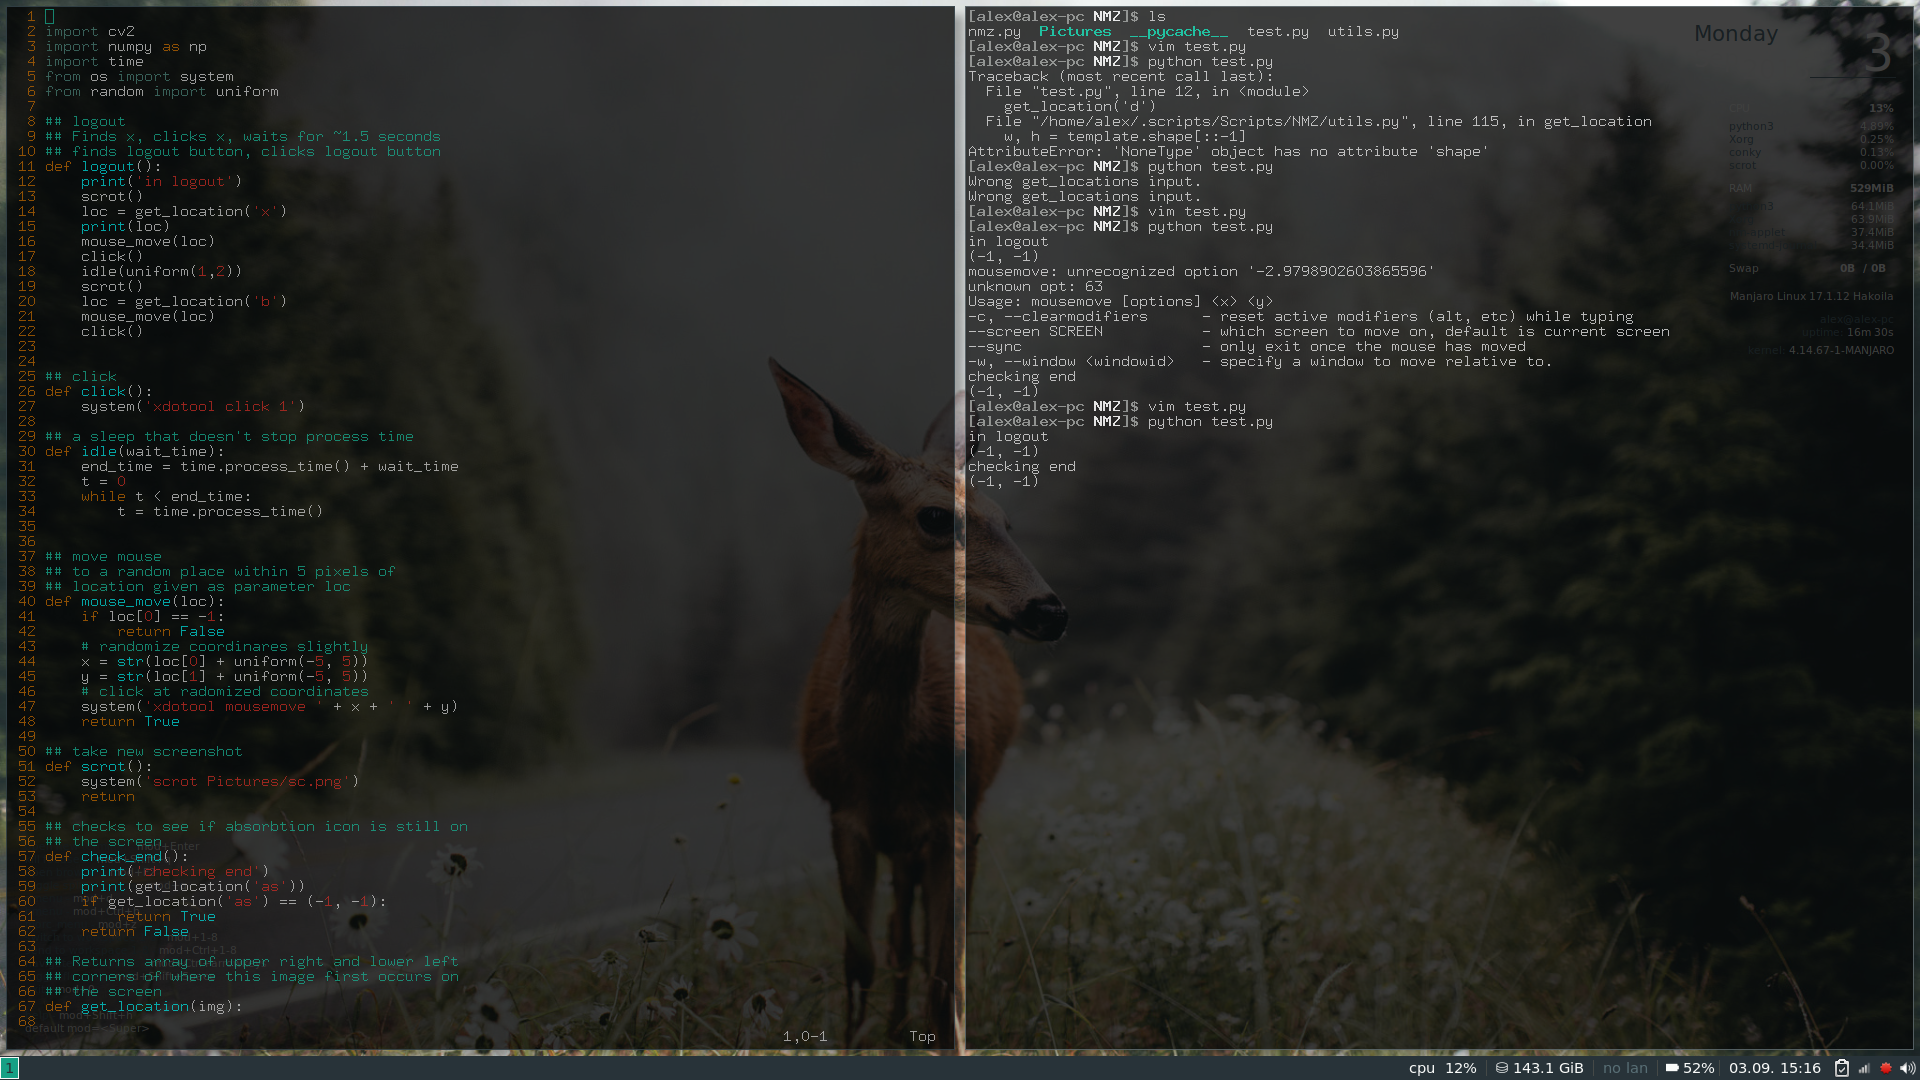 1
2 import cv2
3 import numpy as np
4 import time
5 from os import system
6 from random import uniform
7
8 ## logout
9 ## Finds x, clicks x, waits for ~1.5 seconds
10 ## finds logout button, clicks logout button
11 def logout():
12     print('in logout')
13     scrot()
14     loc = get_location('x')
15     print(loc)
16     mouse_move(loc)
17     click()
18     idle(uniform(1,2))
19     scrot()
20     loc = get_location('b')
21     mouse_move(loc)
22     click()
23
24
25 ## click
26 def click():
27     system('xdotool click 1')
28
29 ## a sleep that doesn't stop process time
30 def idle(wait_time):
31     end_time = time.process_time() + wait_time
32     t = 0
33     while t < end_time:
34         t = time.process_time()
35
36
37 ## move mouse
38 ## to a random place within 5 pixels of
39 ## location given as parameter loc
40 def mouse_move(loc):
41     if loc[0] == -1:
42         return False
43     # randomize coordinares slightly
44     x = str(loc[0] + uniform(-5, 5))
45     y = str(loc[1] + uniform(-5, 5))
46     # click at radomized coordinates
47     system('xdotool mousemove ' + x + ' ' + y)
48     return True
49
50 ## take new screenshot
51 def scrot():
52     system('scrot Pictures/sc.png')
53     return
54
55 ## checks to see if absorbtion icon is still on
56 ## the screen
57 def check_end():
58     print('checking end')
59     print(get_location('as'))
60     if get_location('as') == (-1, -1):
61         return True
62     return False
63
64 ## Returns array of upper right and lower left
65 ## corners of where this image first occurs on
66 ## the screen
67 def get_location(img):
68
default mod=<Super>
1,0-1 Top
[alex@alex-pc NMZ]$ ls
nmz.py  Pictures  __pycache__  test.py  utils.py
[alex@alex-pc NMZ]$ vim test.py
[alex@alex-pc NMZ]$ python test.py
Traceback (most recent call last):
  File "test.py", line 12, in <module>
    get_location('d')
  File "/home/alex/.scripts/Scripts/NMZ/utils.py", line 115, in get_location
    w, h = template.shape[::-1]
AttributeError: 'NoneType' object has no attribute 'shape'
[alex@alex-pc NMZ]$ python test.py
Wrong get_locations input.
Wrong get_locations input.
[alex@alex-pc NMZ]$ vim test.py
[alex@alex-pc NMZ]$ python test.py
in logout
(-1, -1)
mousemove: unrecognized option '-2.9798902603865596'
unknown opt: 63
Usage: mousemove [options] <x> <y>
-c, --clearmodifiers      - reset active modifiers (alt, etc) while typing
--screen SCREEN           - which screen to move on, default is current screen
--sync                    - only exit once the mouse has moved
-w, --window <windowid>   - specify a window to move relative to.
checking end
(-1, -1)
[alex@alex-pc NMZ]$ vim test.py
[alex@alex-pc NMZ]$ python test.py
in logout
(-1, -1)
checking end
(-1, -1)
Monday
3
13%
python3 4.89%
Xorg 0.25%
conky 0.13%
scrot 0.00%
RAM 529MiB
64.1MiB
63.9MiB
37.4MiB
34.4MiB
Swap 0B / 0B
Manjaro Linux 17.1.12 Hakoila
alex@alex-pc
uptime: 16m 30s
kernel: 4.14.67-1-MANJARO
1
cpu 12% 143.1 GiB no lan 52% 03.09. 15:16